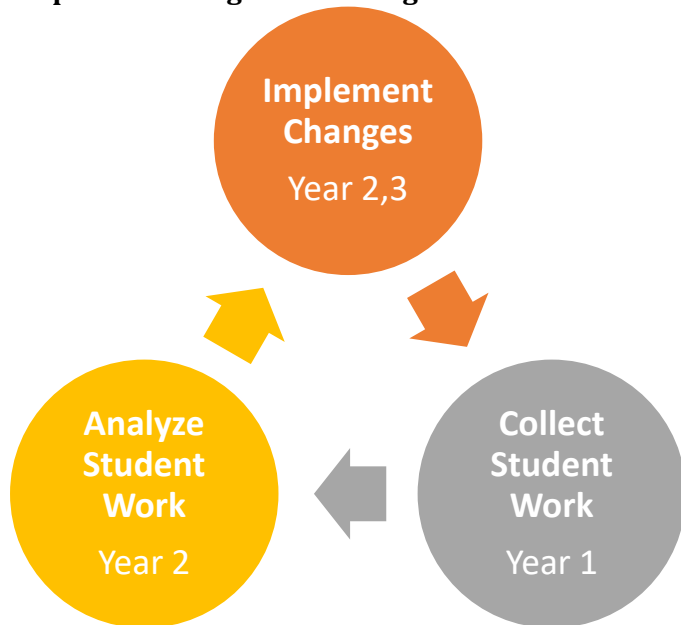 Implement
Changes
Year 2,3
Analyze
Student
Work
Year 2
Collect
Student
Work
Year 1